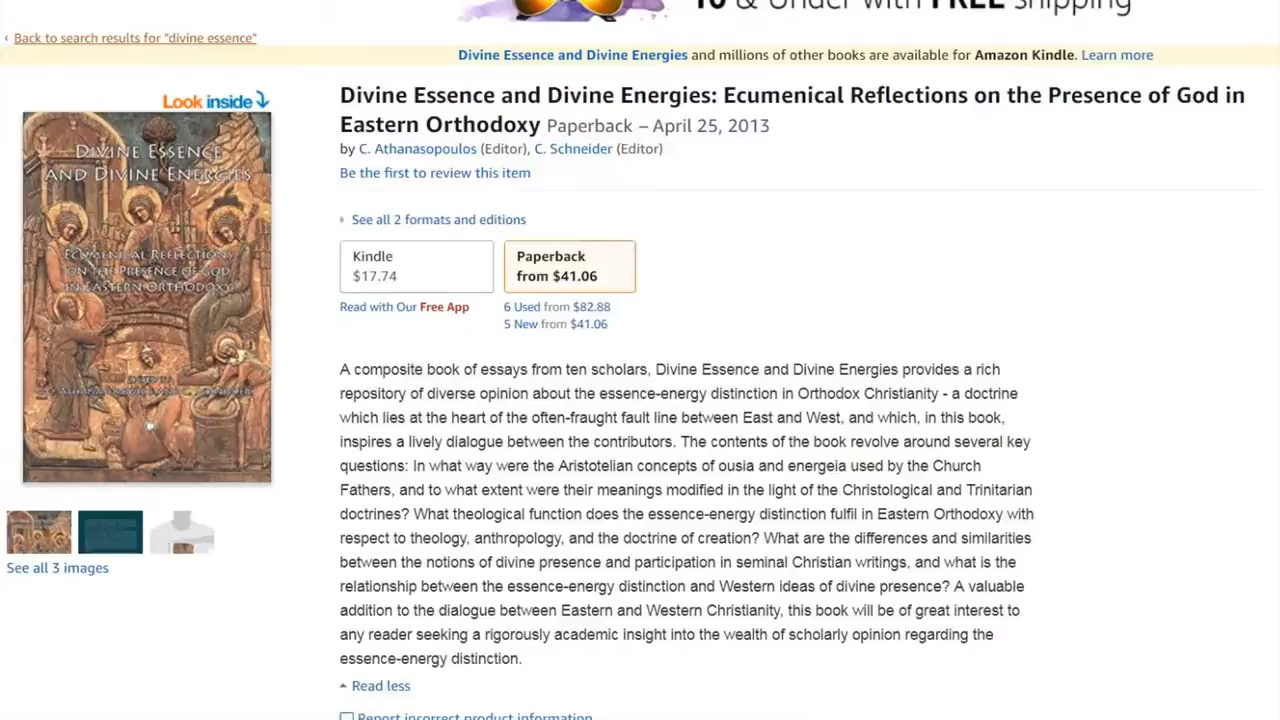 10 & Under with FREE shipping
‹ Back to search results for "divine essence"
Divine Essence and Divine Energies and millions of other books are available for Amazon Kindle. Learn more
Look inside
DIVINE ESSENCE
AND DIVINE ENERGIES
ECUMENICAL REFLECTIONS
ON THE PRESENCE OF GOD
IN EASTERN ORTHODOXY
See all 3 images
Divine Essence and Divine Energies: Ecumenical Reflections on the Presence of God in
Eastern Orthodoxy Paperback – April 25, 2013
by C. Athanasopoulos (Editor), C. Schneider (Editor)
Be the first to review this item
See all 2 formats and editions
Kindle
$17.74
Paperback
from $41.06
Read with Our Free App
6 Used from $82.88
5 New from $41.06
A composite book of essays from ten scholars, Divine Essence and Divine Energies provides a rich
repository of diverse opinion about the essence-energy distinction in Orthodox Christianity - a doctrine
which lies at the heart of the often-fraught fault line between East and West, and which, in this book,
inspires a lively dialogue between the contributors. The contents of the book revolve around several key
questions: In what way were the Aristotelian concepts of ousia and energeia used by the Church
Fathers, and to what extent were their meanings modified in the light of the Christological and Trinitarian
doctrines? What theological function does the essence-energy distinction fulfil in Eastern Orthodoxy with
respect to theology, anthropology, and the doctrine of creation? What are the differences and similarities
between the notions of divine presence and participation in seminal Christian writings, and what is the
relationship between the essence-energy distinction and Western ideas of divine presence? A valuable
addition to the dialogue between Eastern and Western Christianity, this book will be of great interest to
any reader seeking a rigorously academic insight into the wealth of scholarly opinion regarding the
essence-energy distinction.
Read less
Report incorrect product information